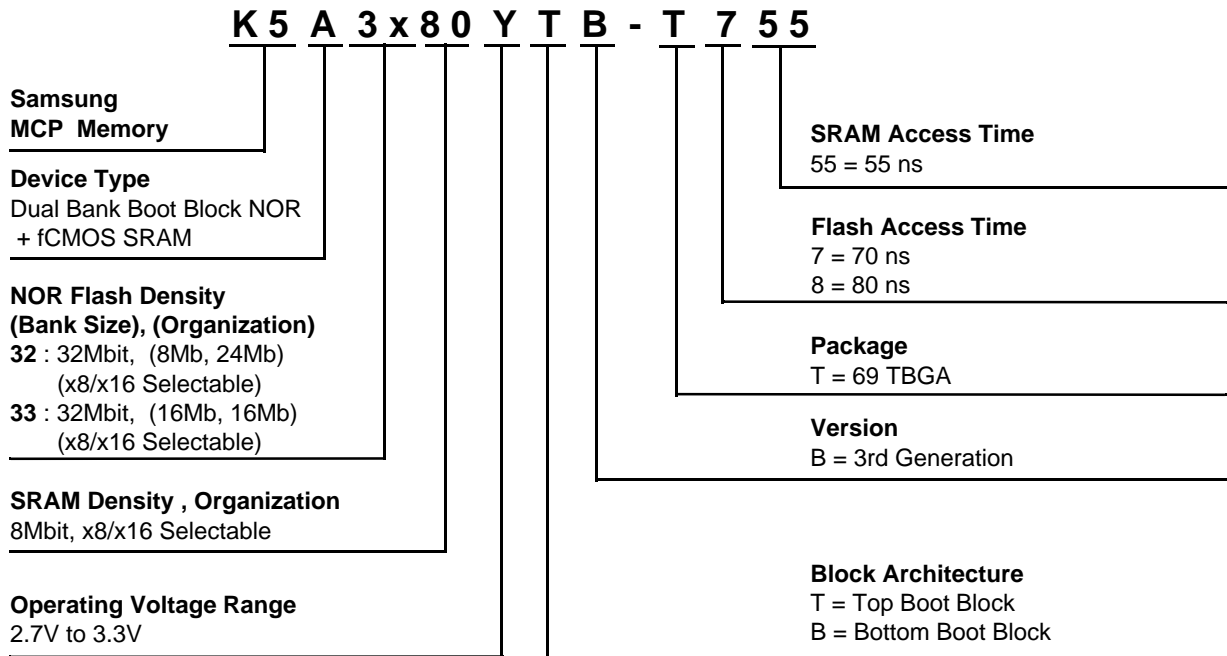 K5 A 3x80 Y T B - T 7 55
Samsung
MCP Memory
Device Type
Dual Bank Boot Block NOR
+ fCMOS SRAM
NOR Flash Density
(Bank Size), (Organization)
32 : 32Mbit, (8Mb, 24Mb)
(x8/x16 Selectable)
33 : 32Mbit, (16Mb, 16Mb)
(x8/x16 Selectable)
SRAM Density , Organization
8Mbit, x8/x16 Selectable
Operating Voltage Range
2.7V to 3.3V
SRAM Access Time
55 = 55 ns
Flash Access Time
7 = 70 ns
8 = 80 ns
Package
T = 69 TBGA
Version
B = 3rd Generation
Block Architecture
T = Top Boot Block
B = Bottom Boot Block